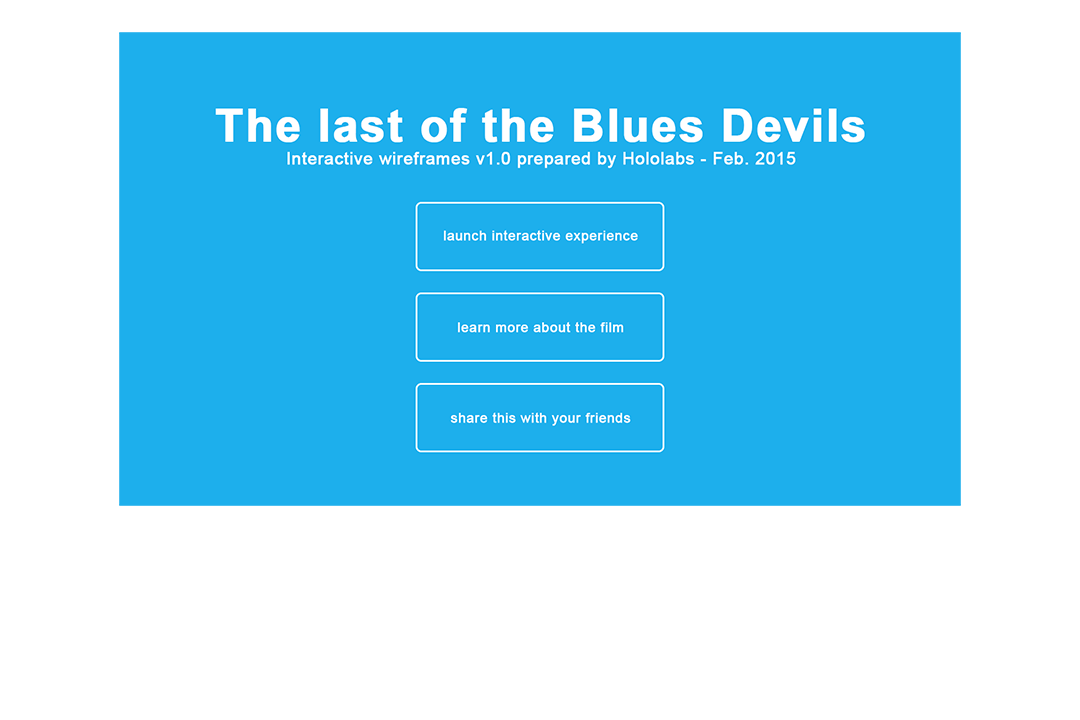 The last of the Blues Devils
Interactive wireframes v1.0 prepared by Hololabs - Feb. 2015
launch interactive experience
learn more about the film
share this with your friends